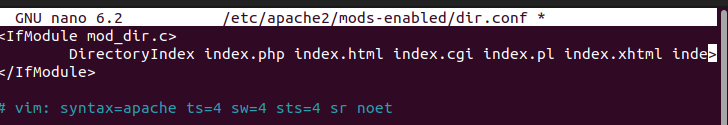 GNU nano 6.2 /etc/apache2/mods-enabled/dir.conf *
<IfModule mod_dir.c>
DirectoryIndex index.php index.html index.cgi index.pl index.xhtml inde>
</IfModule>
# vim: syntax=apache ts=4 sw=4 sts=4 sr noet